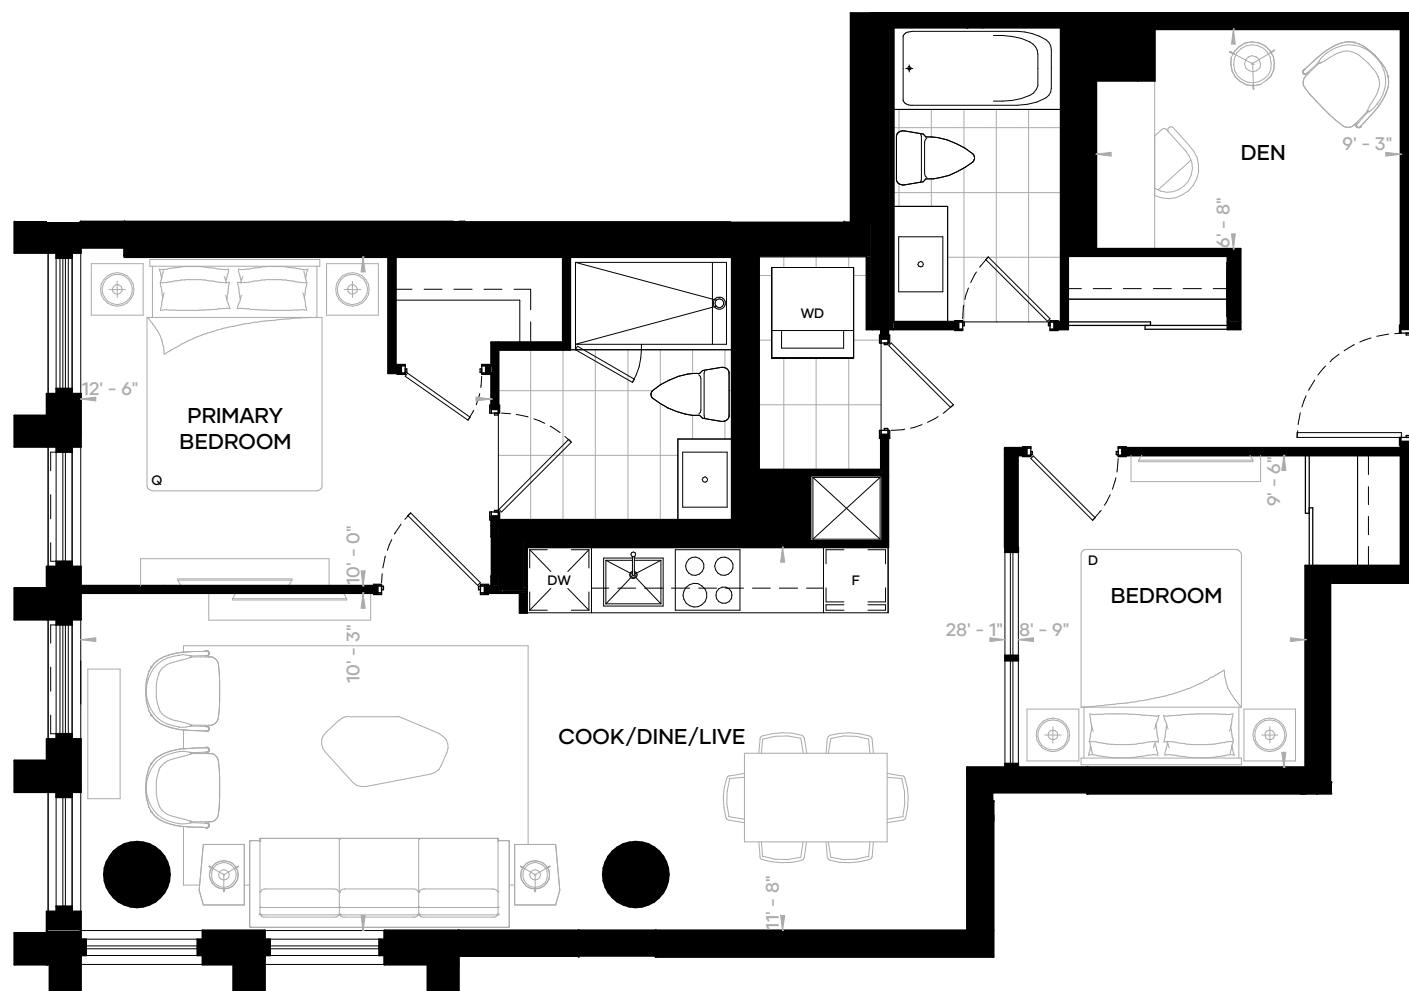 DEN
9' - 3"
6' - 8"
WD
12' - 6"
PRIMARY
BEDROOM
Q
10' - 0"
9' - 6"
DW
F
D
BEDROOM
10' - 3"
28' - 1"
8' - 9"
COOK/DINE/LIVE
11' - 8"